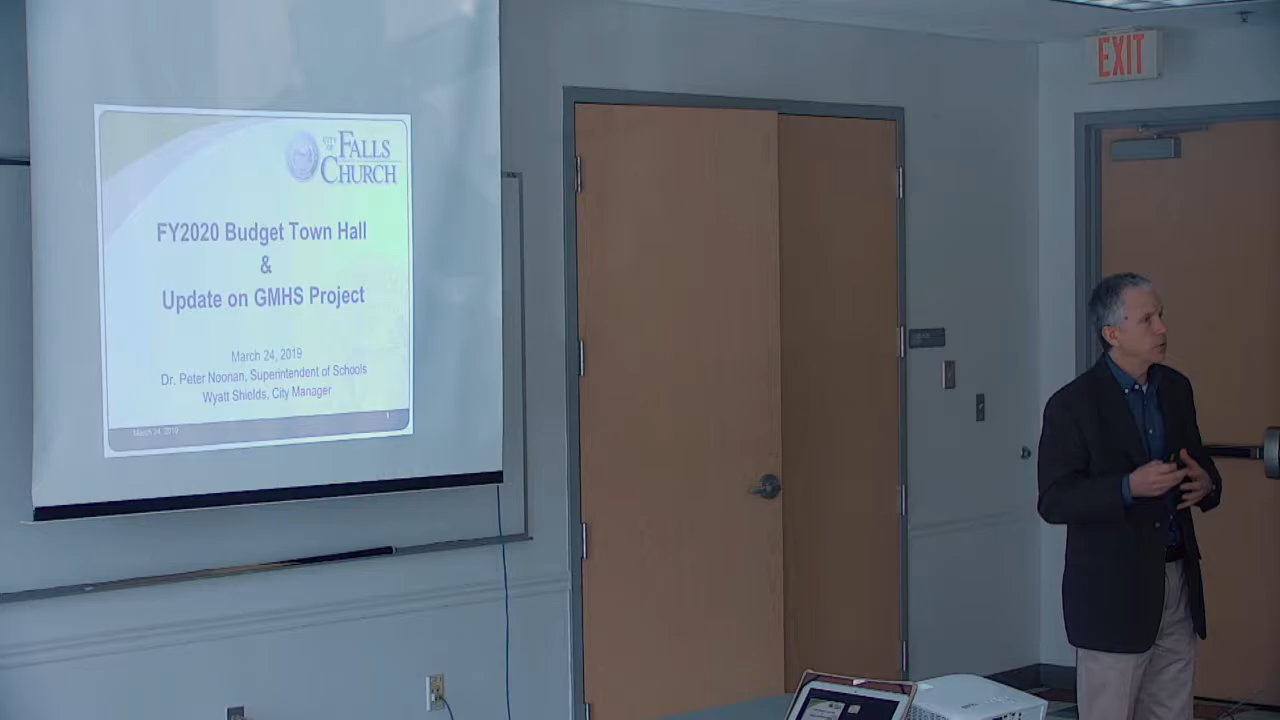 CITY OF FALLS
CHURCH
FY2020 Budget Town Hall
&
Update on GMHS Project
March 24, 2019
Dr. Peter Noonan, Superintendent of Schools
Wyatt Shields, City Manager
March 24, 2019
1
EXIT